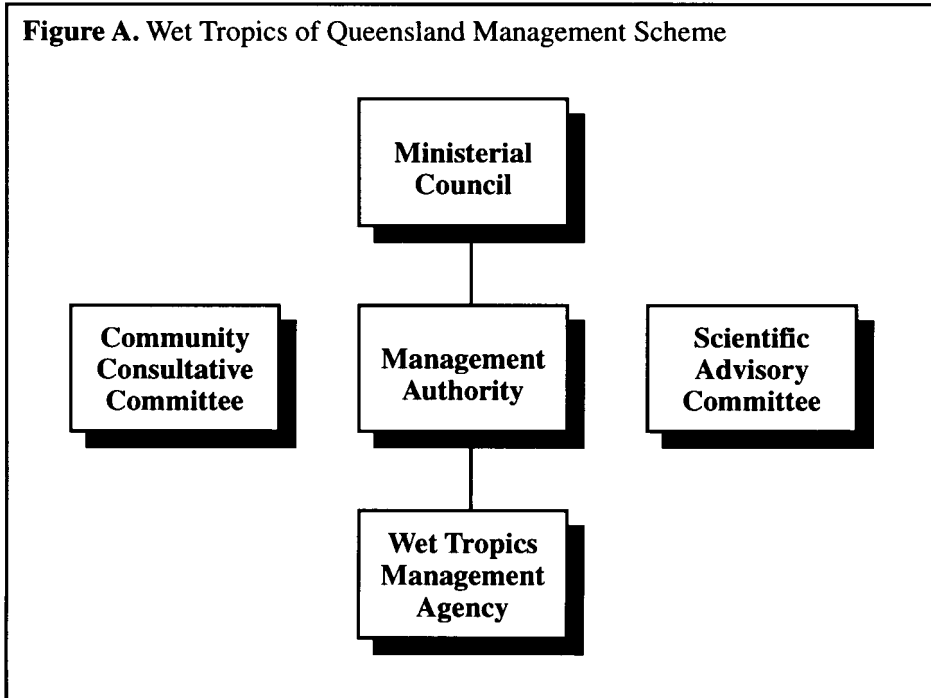 Figure A. Wet Tropics of Queensland Management Scheme
Ministerial
Council
Community
Consultative
Committee
Management
Authority
Scientific
Advisory
Committee
Wet Tropics
Management
Agency